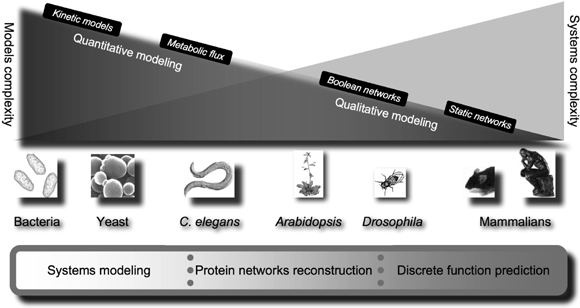 Models complexity
Systems complexity
Kinetic models
Quantitative modeling
Metabolic flux
Boolean networks
Qualitative modeling
Static networks
Bacteria
Yeast
C. elegans
Arabidopsis
Drosophila
Mammalians
Systems modeling
Protein networks reconstruction
Discrete function prediction